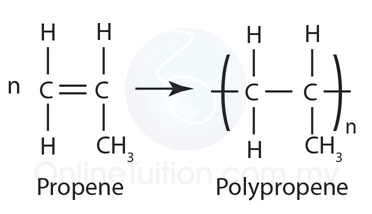 H H H H
n C = C → ( C — C )n
H CH3 H CH3
OnlineTuition.com.my
Propene Polypropene